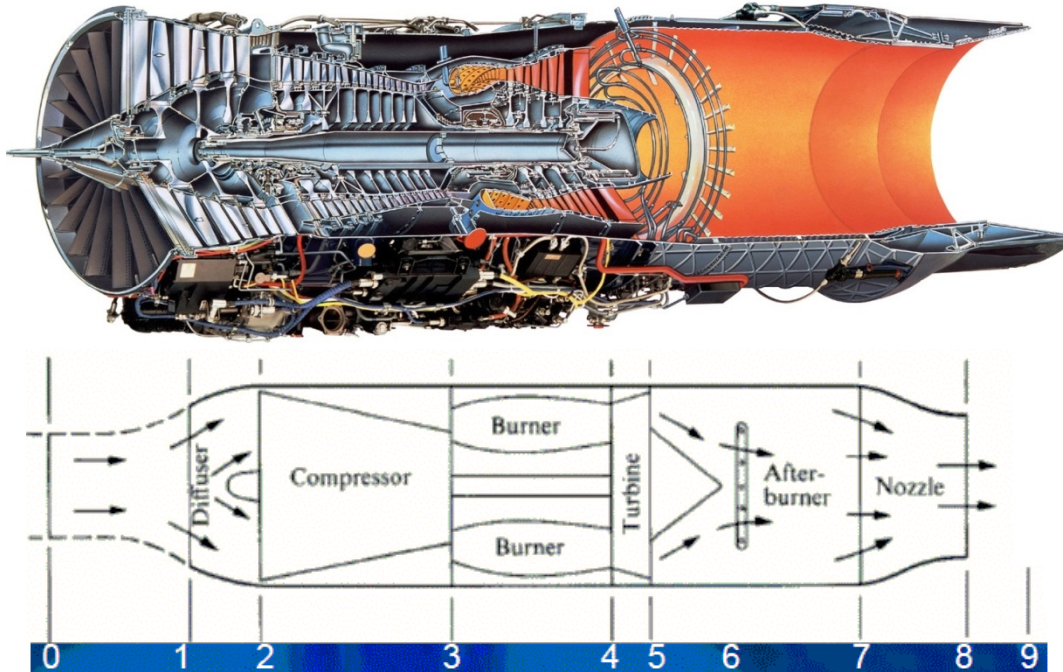 Burner
Diffuser
Compressor
Turbine
After-
burner
Nozzle
Burner
0 1 2 3 4 5 6 7 8 9